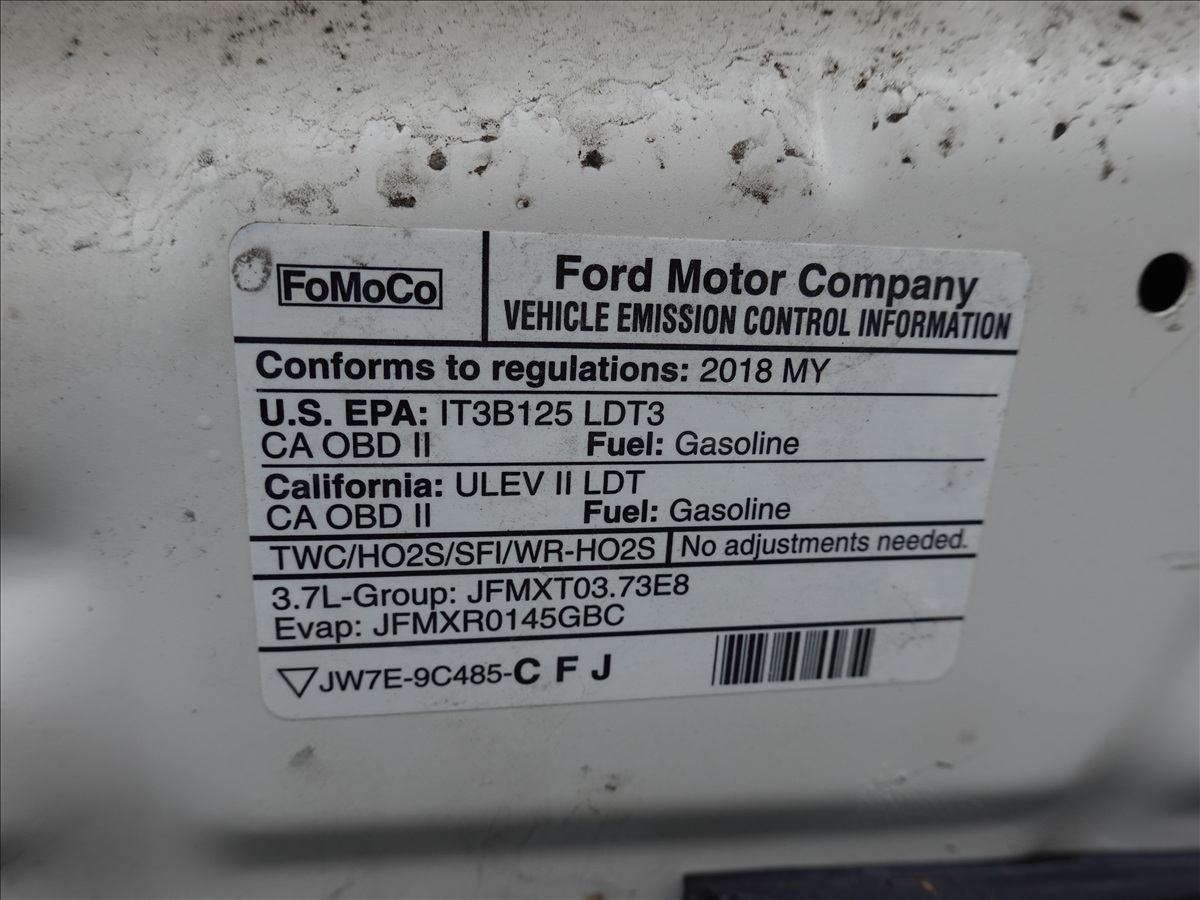 FoMoCo
Ford Motor Company
VEHICLE EMISSION CONTROL INFORMATION
Conforms to regulations: 2018 MY
U.S. EPA: IT3B125 LDT3
CA OBD II Fuel: Gasoline
California: ULEV II LDT
CA OBD II Fuel: Gasoline
TWC/HO2S/SFI/WR-HO2S No adjustments needed.
3.7L-Group: JFMXT03.73E8
Evap: JFMXR0145GBC
JW7E-9C485-C F J